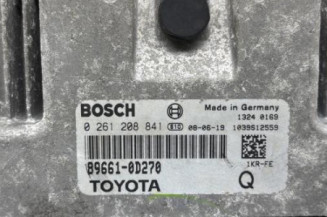 BOSCH Made in Germany
1324 0169
0 261 208 841 610 08-06-19 1039S12559
89661-0D270 1KR-FE
TOYOTA Q